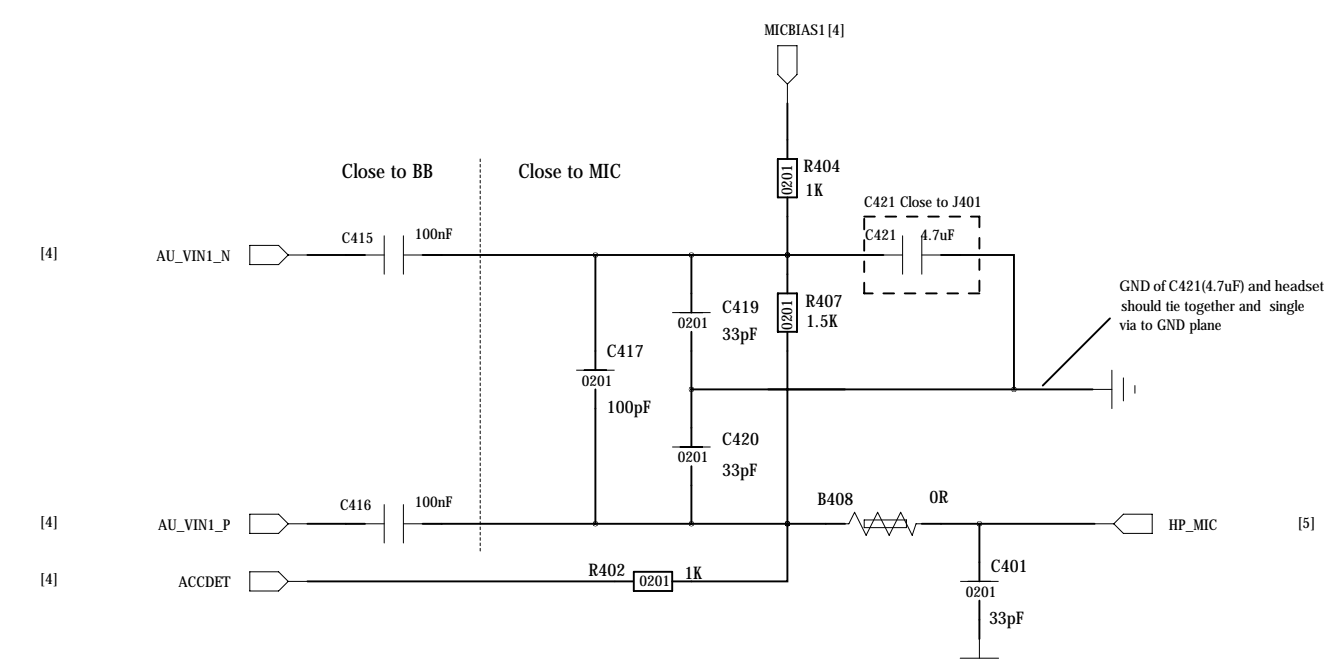 MICBIAS1[4]
Close to BB
Close to MIC
0201
R404
1K
C421 Close to J401
[4]
AU_VIN1_N
C415
100nF
C421
4.7uF
C419
0201
33pF
0201
R407
1.5K
GND of C421(4.7uF) and headset
should tie together and single
via to GND plane
C417
0201
100pF
C420
0201
33pF
[4]
AU_VIN1_P
C416
100nF
B408
0R
HP_MIC
[5]
[4]
ACCDET
R402
0201
1K
C401
0201
33pF